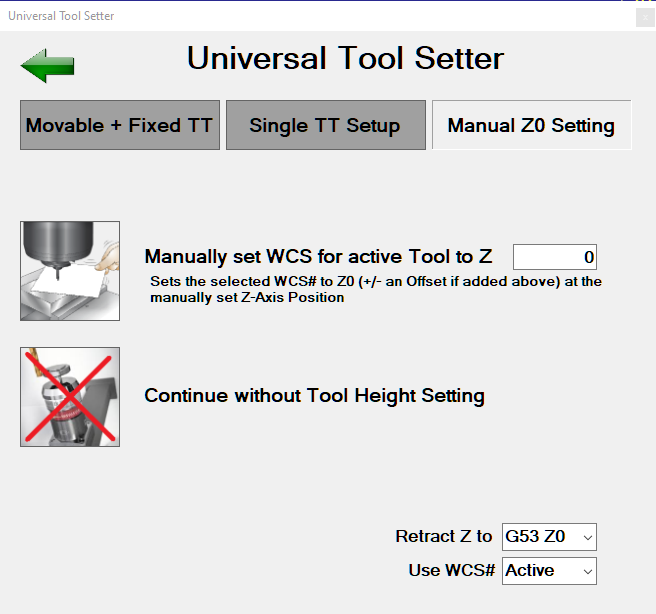 Universal Tool Setter
x
Universal Tool Setter
Movable + Fixed TT
Single TT Setup
Manual Z0 Setting
Manually set WCS for active Tool to Z
0
Sets the selected WCS# to Z0 (+/- an Offset if added above) at the
manually set Z-Axis Position
Continue without Tool Height Setting
Retract Z to
G53 Z0
Use WCS#
Active